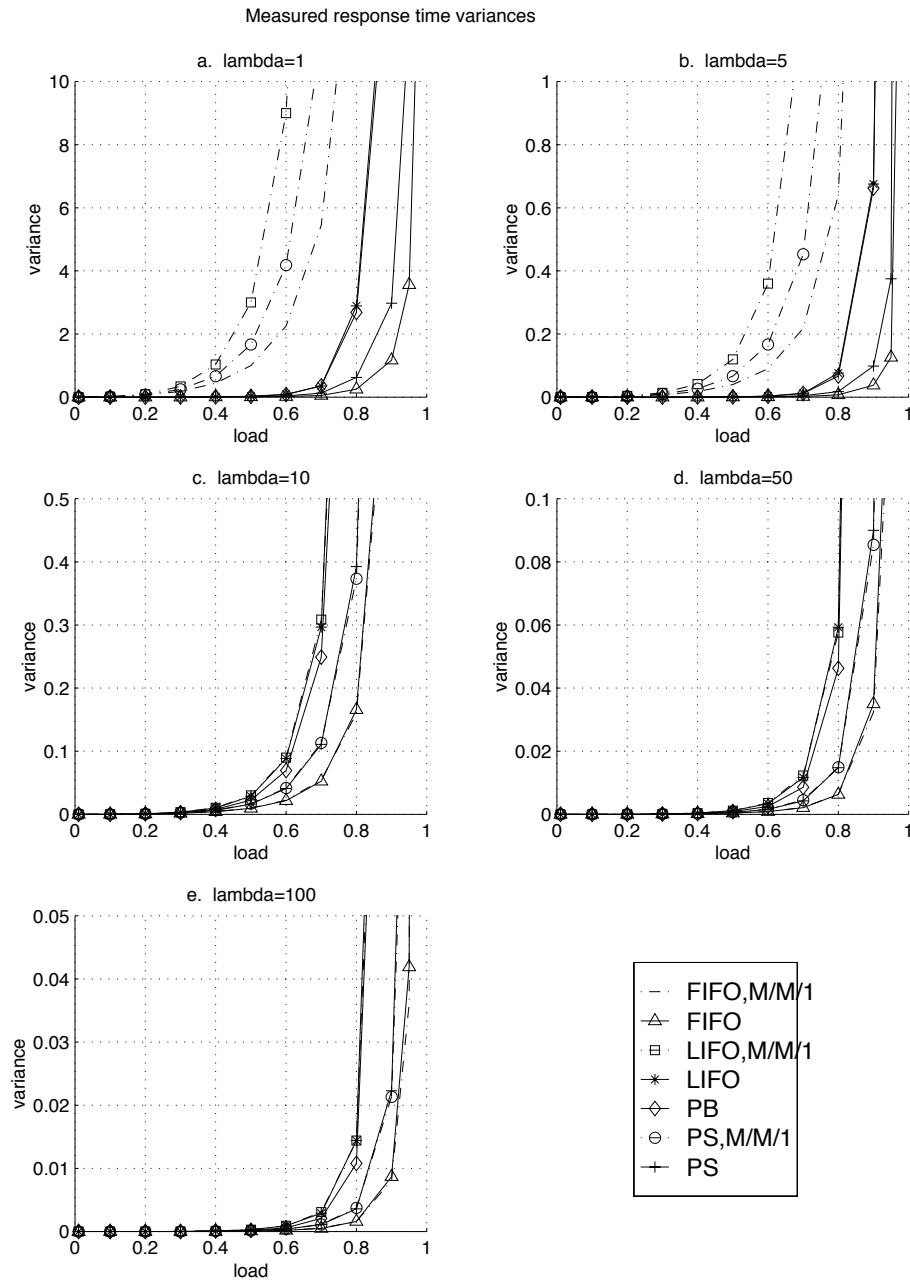 Measured response time variances
a. lambda=1
10
8
6
4
2
0
0
0.2
0.4
0.6
0.8
1
variance
load
b. lambda=5
1
0.8
0.6
0.4
0.2
0
0
0.2
0.4
0.6
0.8
1
variance
load
c. lambda=10
0.5
0.4
0.3
0.2
0.1
0
0
0.2
0.4
0.6
0.8
1
variance
load
d. lambda=50
0.1
0.08
0.06
0.04
0.02
0
0
0.2
0.4
0.6
0.8
1
variance
load
e. lambda=100
0.05
0.04
0.03
0.02
0.01
0
0
0.2
0.4
0.6
0.8
1
variance
load
FIFO,M/M/1
FIFO
LIFO,M/M/1
LIFO
PB
PS,M/M/1
PS